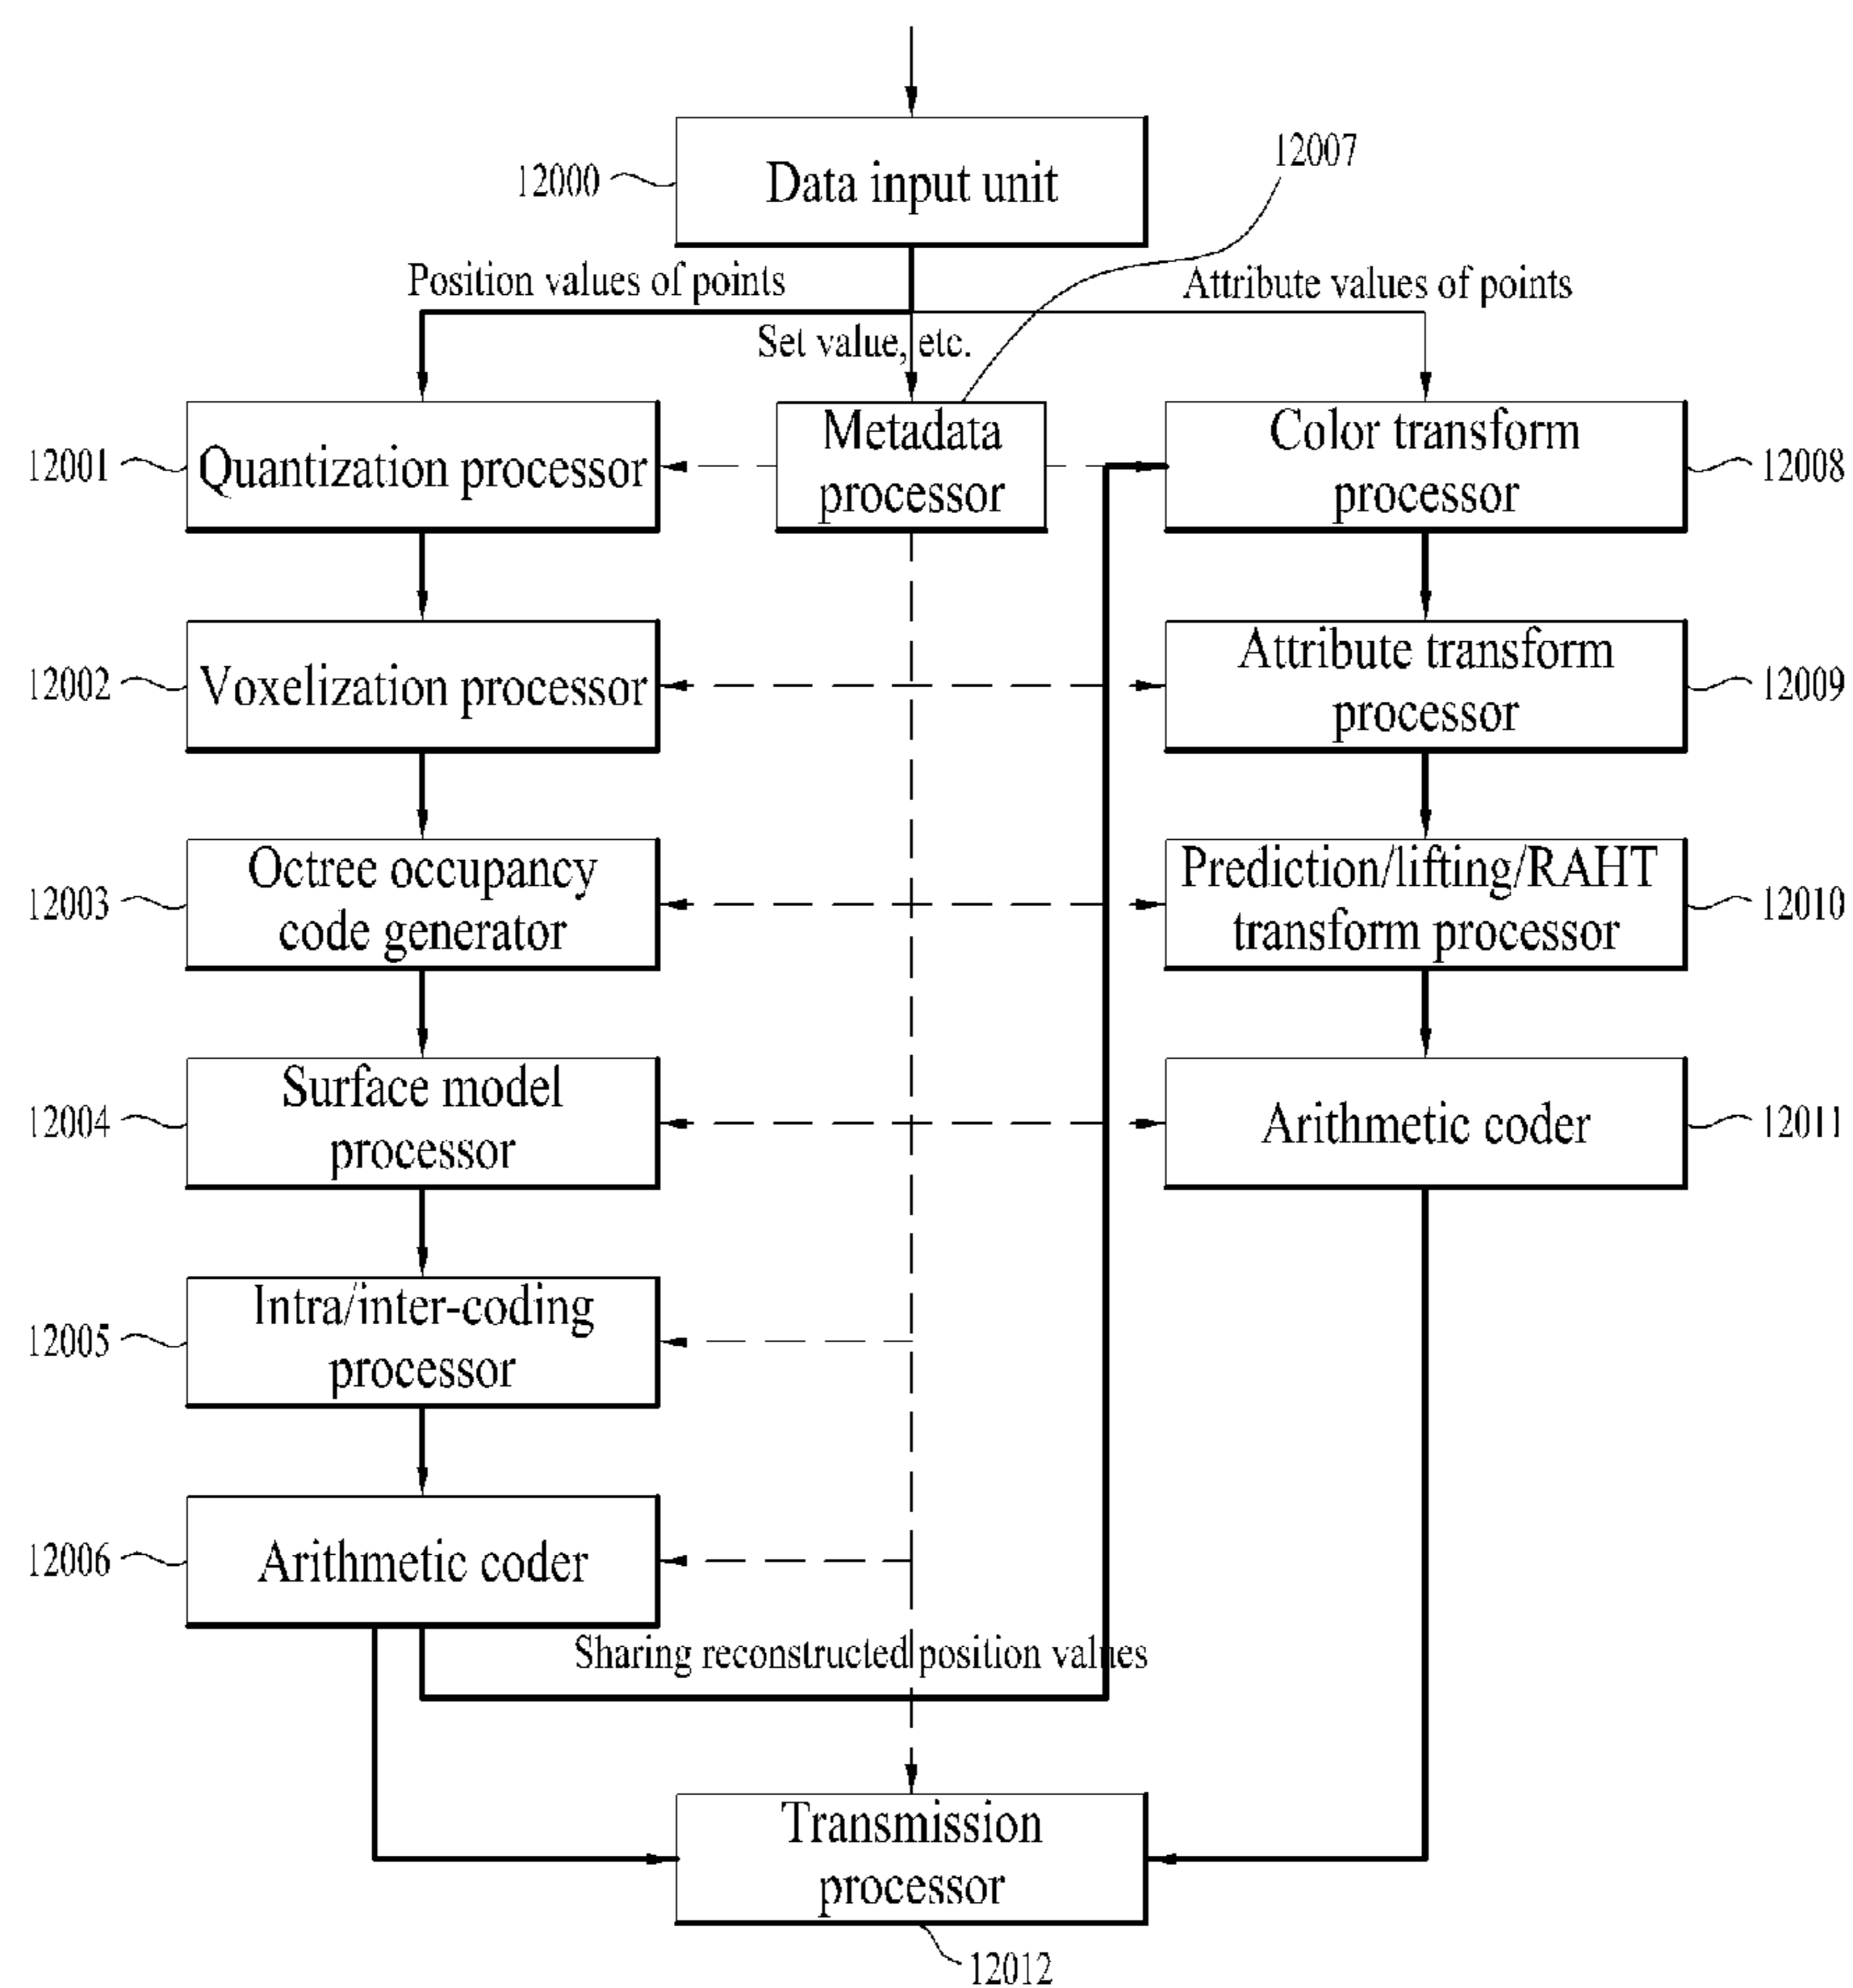 12000
Data input unit
12007
Position values of points
Attribute values of points
Set value, etc.
12001
Quantization processor
Metadata
processor
Color transform
processor
12008
12002
Voxelization processor
Attribute transform
processor
12009
12003
Octree occupancy
code generator
Prediction/lifting/RAHT
transform processor
12010
12004
Surface model
processor
Arithmetic coder
12011
12005
Intra/inter-coding
processor
12006
Arithmetic coder
Sharing reconstructed position values
Transmission
processor
12012